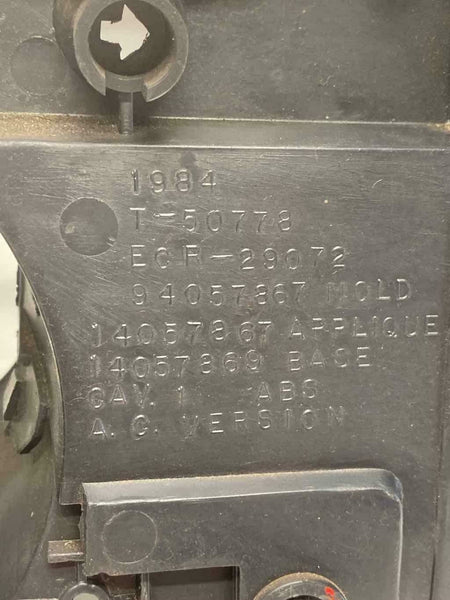 1984
T-50778
ECR-29072
94057867 MOLD
14057867 APPLIQUE
14057869 BASE
CAV. 1 ABS
A.C. VERSION